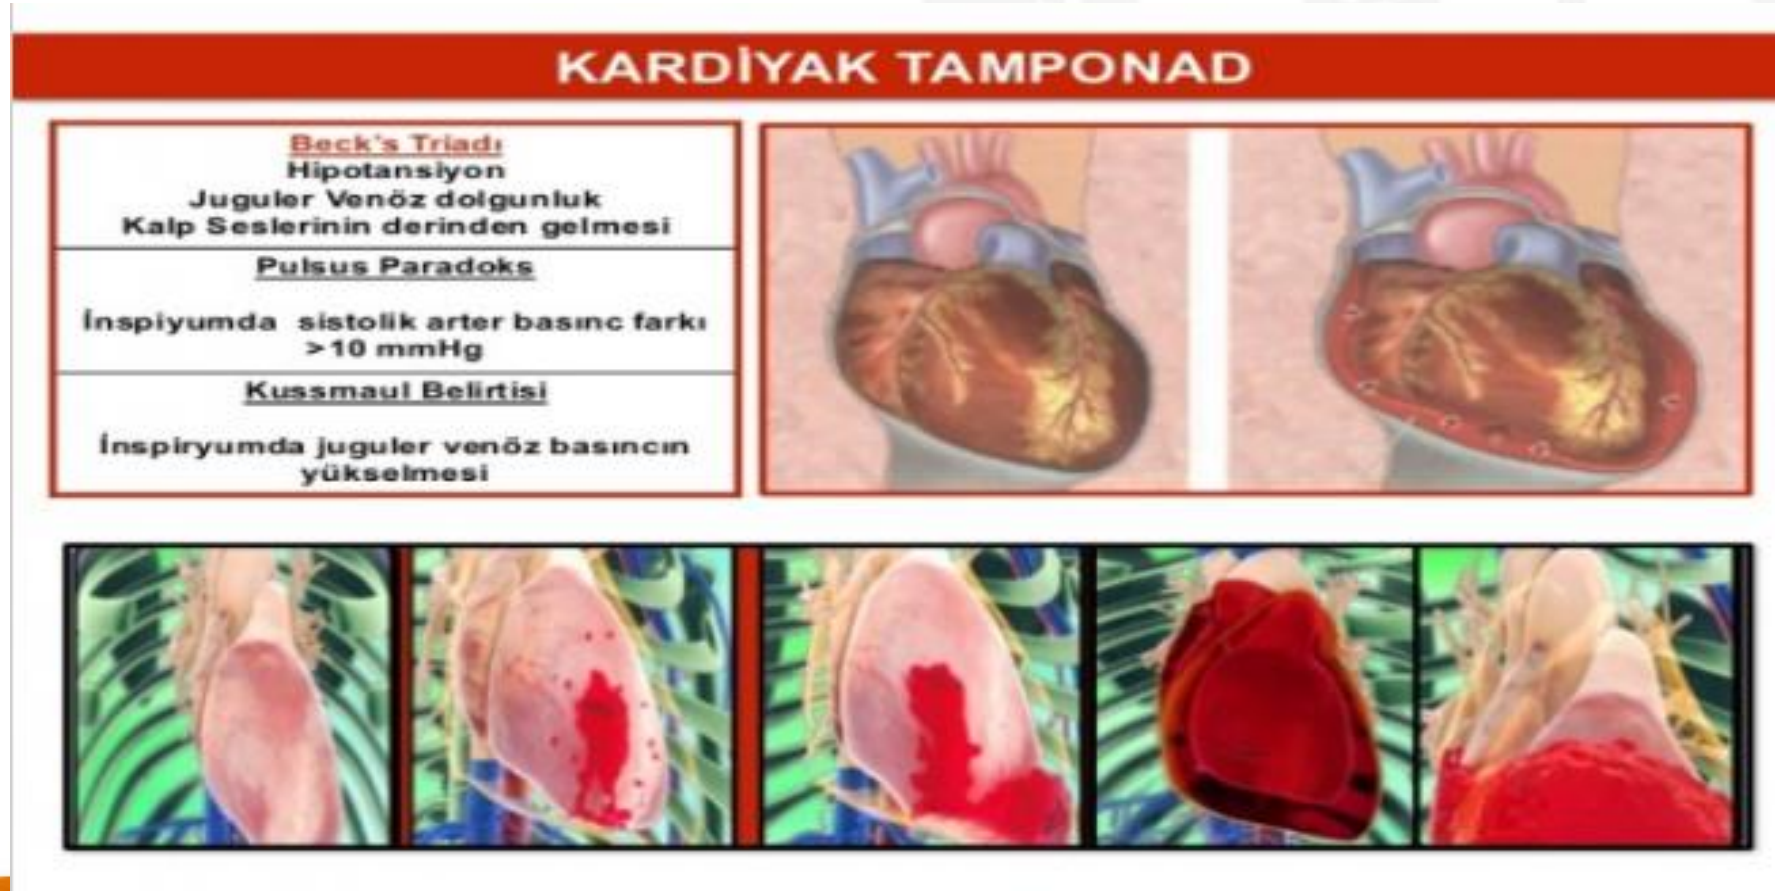 KARDİYAK TAMPONAD
Beck's Triadı
Hipotansiyon
Juguler Venöz dolgunluk
Kalp Seslerinin derinden gelmesi
Pulsus Paradoks
İnspiyumda sistolik arter basınc farkı
>10 mmHg
Kussmaul Belirtisi
İnspiryumda juguler venöz basıncın
yükselmesi